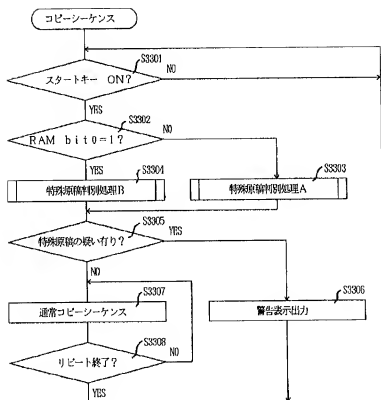 コピーシーケンス
S3301
スタートキー ON?
NO
YES
S3302
RAM bit0=1?
NO
YES
S3304
S3303
特殊原稿判別処理B
特殊原稿判別処理A
S3305
特殊原稿の疑い有り?
YES
NO
S3307
S3306
通常コピーシーケンス
警告表示出力
S3308
リピート終了?
NO
YES